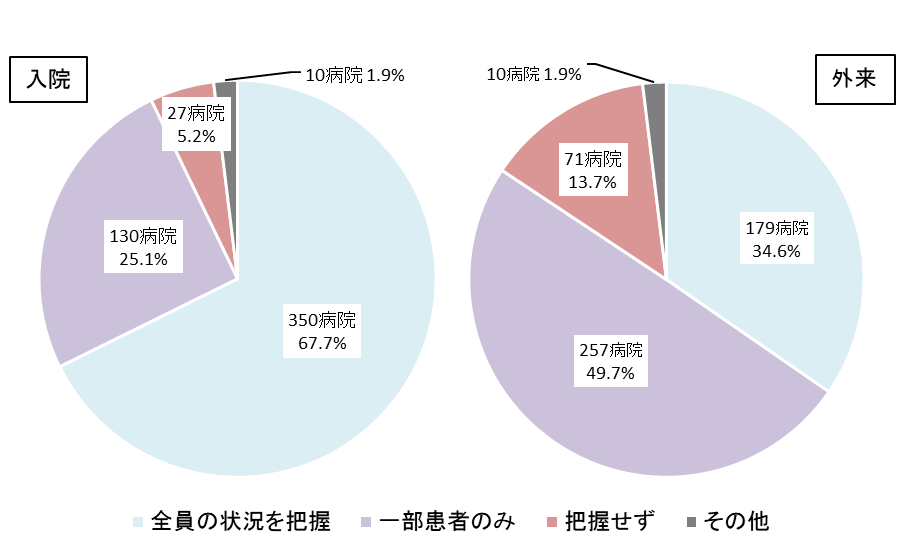 入院
10病院 1.9%
27病院
5.2%
130病院
25.1%
350病院
67.7%
外来
10病院 1.9%
71病院
13.7%
179病院
34.6%
257病院
49.7%
全員の状況を把握
一部患者のみ
把握せず
その他